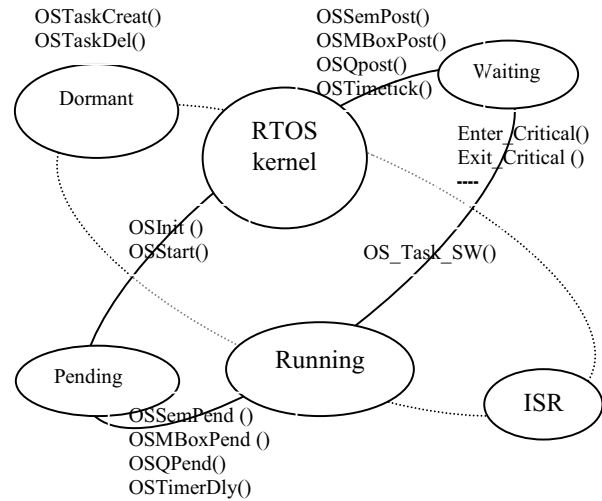 OSTaskCreat()
OSTaskDel()
OSSemPost()
OSMBoxPost()
OSQpost()
OSTimetick()
Waiting
Dormant
RTOS
kernel
Enter_Critical()
Exit_Critical ()
----
OSInit ()
OSStart()
OS_Task_SW()
Running
Pending
ISR
OSSemPend ()
OSMBoxPend ()
OSQPend()
OSTimerDly()